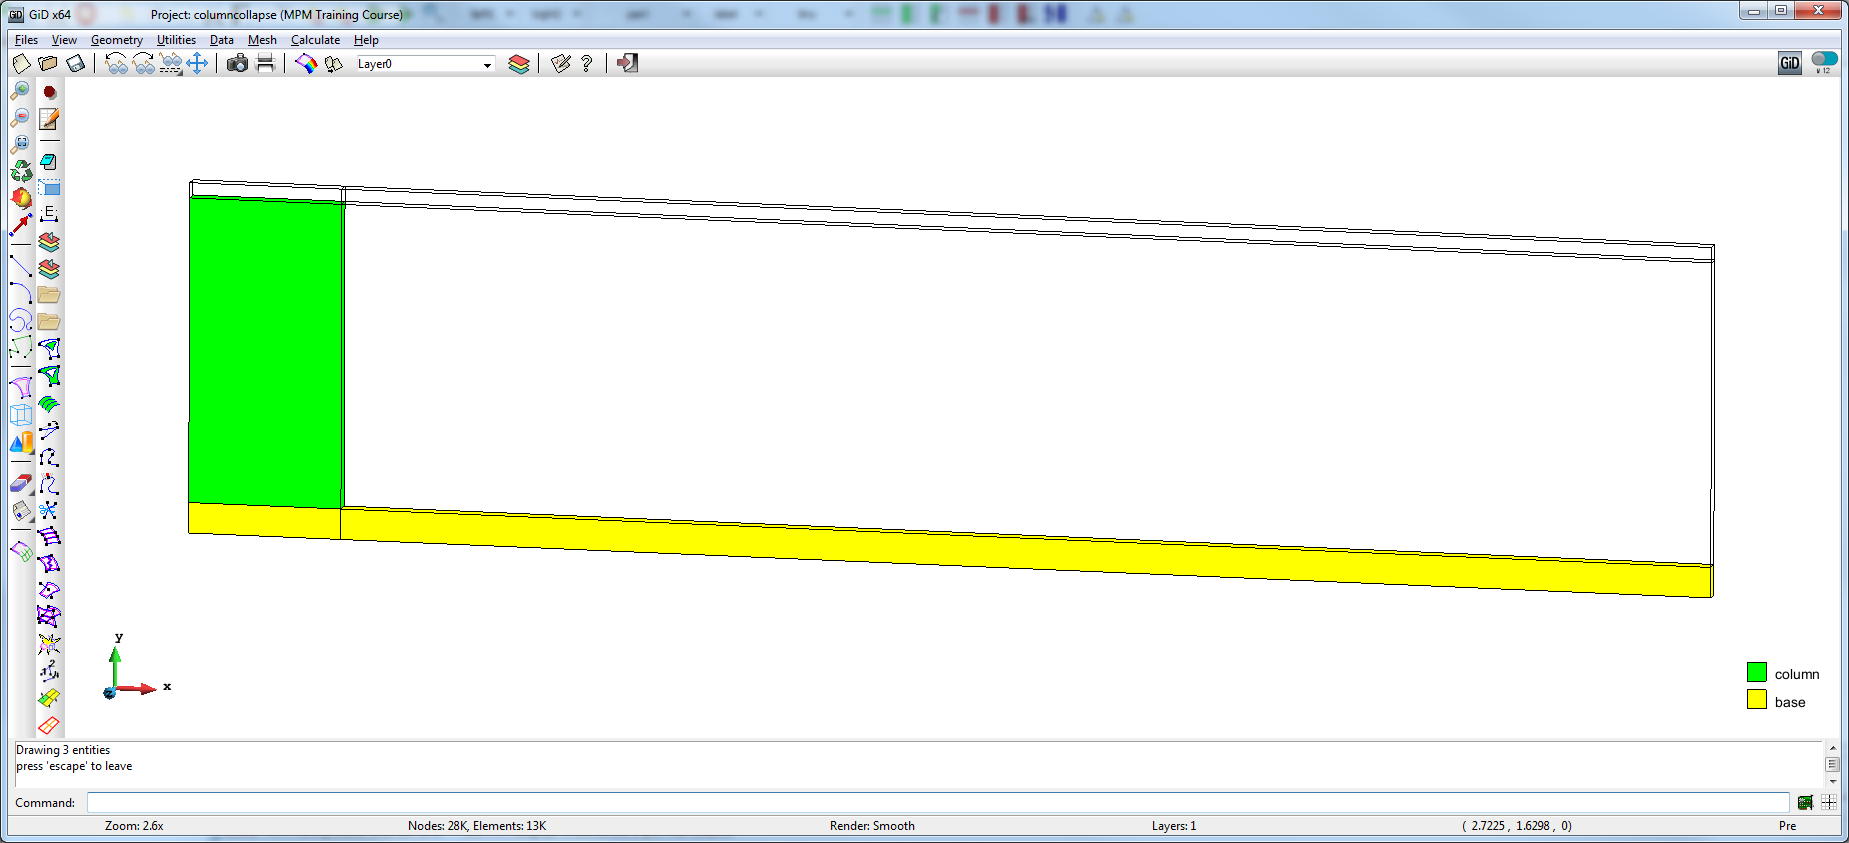 GiD x64 Project: columncollapse (MPM Training Course)
Files View Geometry Utilities Data Mesh Calculate Help
Layer0
GiD
E
y
x
z
column
base
Drawing 3 entities
press 'escape' to leave
Command:
Zoom: 2.6x Nodes: 28K, Elements: 13K Render: Smooth Layers: 1 ( 2.7225 , 1.6298 , 0) Pre